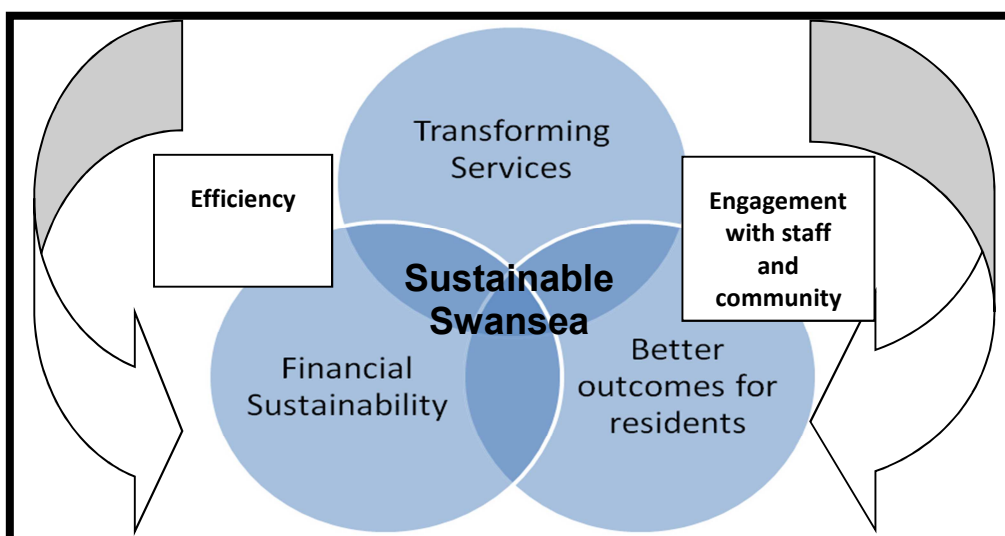 Transforming
Services
Efficiency
Engagement
with staff
and
community
Sustainable
Swansea
Financial
Sustainability
Better
outcomes for
residents